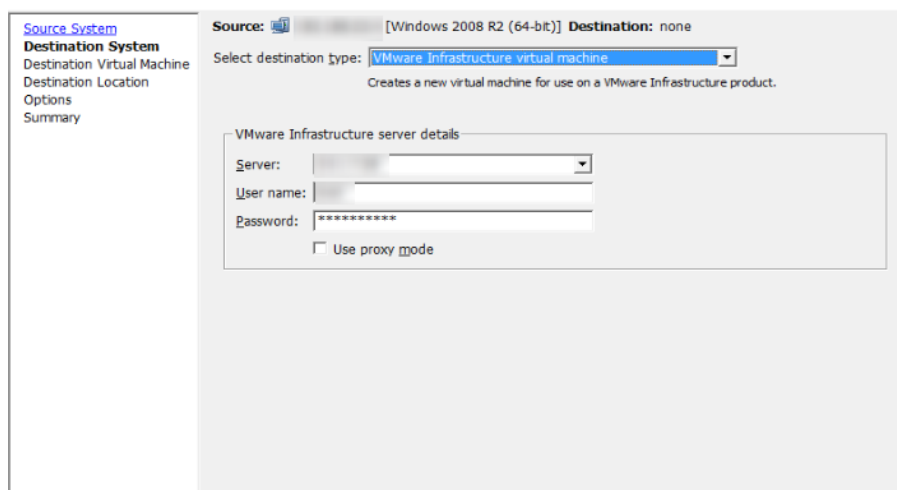 Source System
Destination System
Destination Virtual Machine
Destination Location
Options
Summary
Source: [Windows 2008 R2 (64-bit)] Destination: none
Select destination type: VMware Infrastructure virtual machine
Creates a new virtual machine for use on a VMware Infrastructure product.
VMware Infrastructure server details
Server:
User name:
Password: **********
Use proxy mode